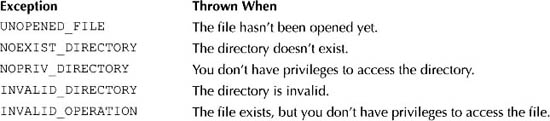 Exception Thrown When
UNOPENED_FILE The file hasn't been opened yet.
NOEXIST_DIRECTORY The directory doesn't exist.
NOPRIV_DIRECTORY You don't have privileges to access the directory.
INVALID_DIRECTORY The directory is invalid.
INVALID_OPERATION The file exists, but you don't have privileges to access the file.